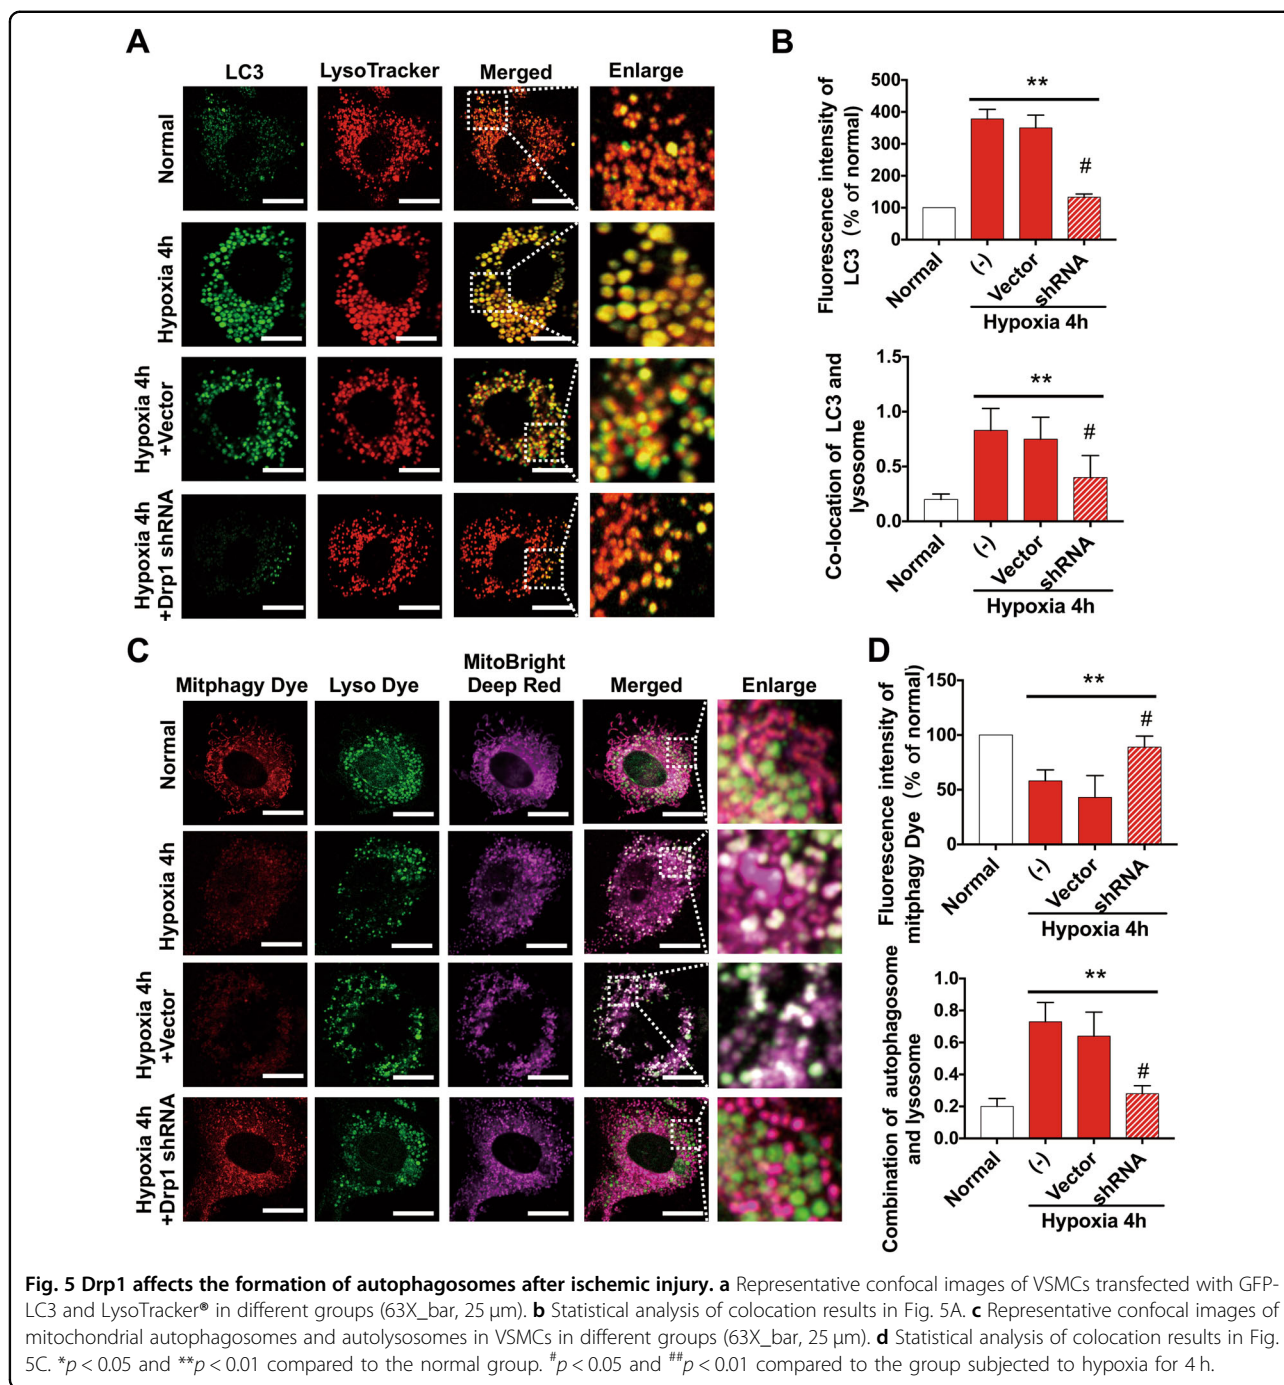 A
LC3
LysoTracker
Merged
Enlarge
Normal
Hypoxia 4h
Hypoxia 4h
+Vector
Hypoxia 4h
+Drp1 shRNA
B
Fluorescence intensity of
LC3 (% of normal)
500
400
300
200
100
0
**
#
Normal
(-)
Vector
shRNA
Hypoxia 4h
Co-location of LC3 and
lysosome
1.5
1.0
0.5
0.0
**
#
Normal
(-)
Vector
shRNA
Hypoxia 4h
C
Mitphagy Dye
Lyso Dye
MitoBright
Deep Red
Merged
Enlarge
Normal
Hypoxia 4h
Hypoxia 4h
+Vector
Hypoxia 4h
+Drp1 shRNA
D
Fluorescence intensity of
mitphagy Dye (% of normal)
150
100
50
0
**
#
Normal
(-)
Vector
shRNA
Hypoxia 4h
Combination of autophagosome
and lysosome
1.0
0.8
0.6
0.4
0.2
0.0
**
#
Normal
(-)
Vector
shRNA
Hypoxia 4h
Fig. 5 Drp1 affects the formation of autophagosomes after ischemic injury. a Representative confocal images of VSMCs transfected with GFP-
LC3 and LysoTracker® in different groups (63X_bar, 25 µm). b Statistical analysis of colocation results in Fig. 5A. c Representative confocal images of
mitochondrial autophagosomes and autolysosomes in VSMCs in different groups (63X_bar, 25 µm). d Statistical analysis of colocation results in Fig.
5C. *p < 0.05 and **p < 0.01 compared to the normal group. #p < 0.05 and ##p < 0.01 compared to the group subjected to hypoxia for 4 h.